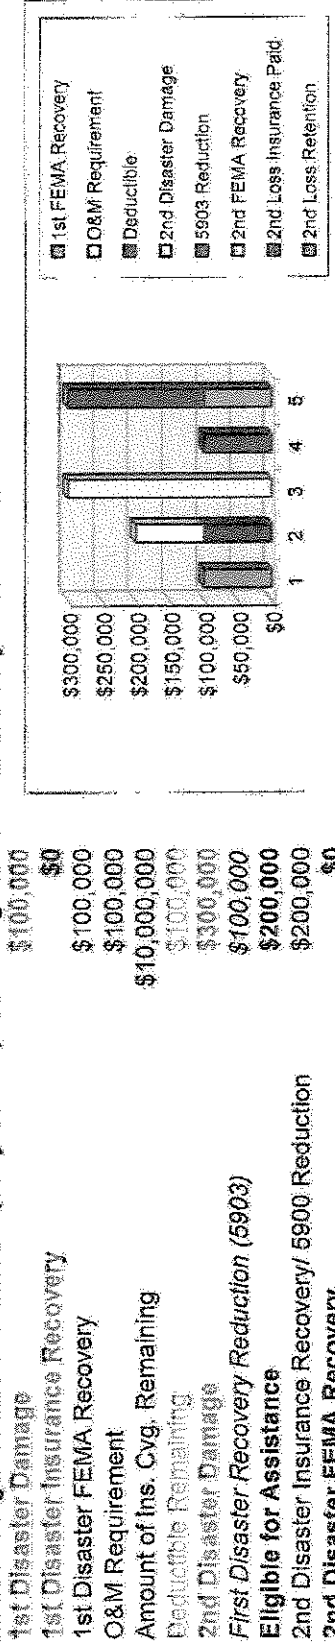 1st Disaster Damage $100,000
1st Disaster Insurance Recovery $0
1st Disaster FEMA Recovery $100,000
O&M Requirement $100,000
Amount of Ins. Cvg. Remaining $10,000,000
Deductible Remaining $100,000
2nd Disaster Damage $300,000
First Disaster Recovery Reduction (5903) $100,000
Eligible for Assistance $200,000
2nd Disaster Insurance Recovery/ 5900 Reduction $200,000
2nd Disaster FEMA Recovery $0
$300,000
$250,000
$200,000
$150,000
$100,000
$50,000
$0
1 2 3 4 5
1st FEMA Recovery
O&M Requirement
Deductible
2nd Disaster Damage
5903 Reduction
2nd FEMA Recovery
2nd Loss Insurance Paid
2nd Loss Retention